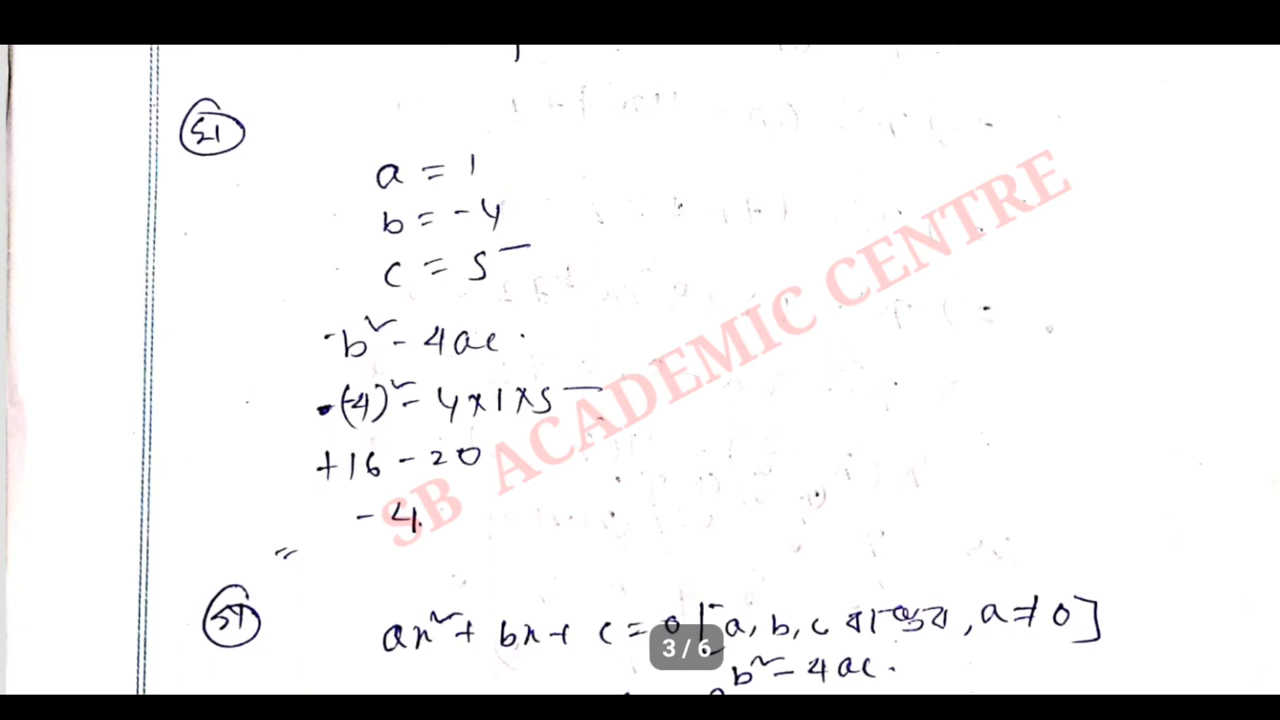 a = 1
b = -4
c = 5
b² - 4ac
(-4)² - 4×1×5
+16 - 20
- 4
=
ax² + bx + c = 0 [a, b, c বাস্তব, a ≠ 0]
b² - 4ac
SB ACADEMIC CENTRE
3 / 6